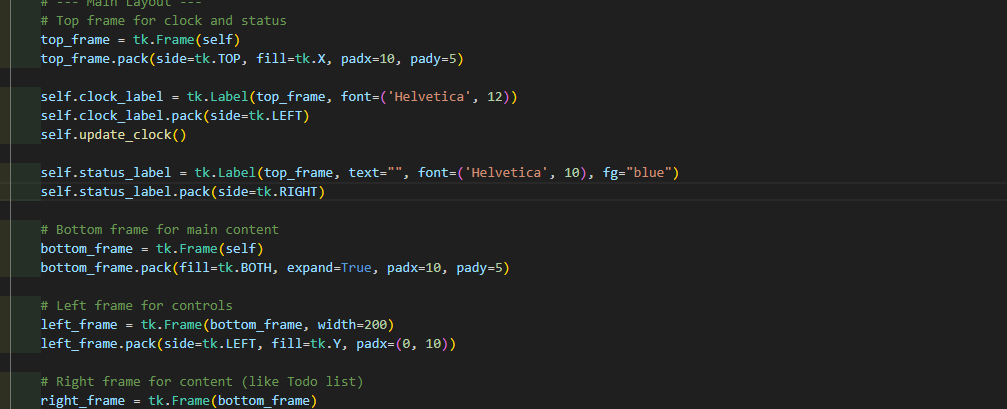 # --- Main Layout ---
# Top frame for clock and status
top_frame = tk.Frame(self)
top_frame.pack(side=tk.TOP, fill=tk.X, padx=10, pady=5)
self.clock_label = tk.Label(top_frame, font=('Helvetica', 12))
self.clock_label.pack(side=tk.LEFT)
self.update_clock()
self.status_label = tk.Label(top_frame, text="", font=('Helvetica', 10), fg="blue")
self.status_label.pack(side=tk.RIGHT)
# Bottom frame for main content
bottom_frame = tk.Frame(self)
bottom_frame.pack(fill=tk.BOTH, expand=True, padx=10, pady=5)
# Left frame for controls
left_frame = tk.Frame(bottom_frame, width=200)
left_frame.pack(side=tk.LEFT, fill=tk.Y, padx=(0, 10))
# Right frame for content (like Todo list)
right_frame = tk.Frame(bottom_frame)